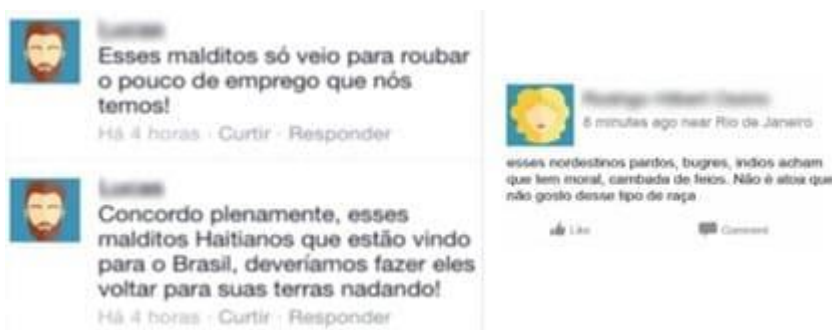 Esses malditos só veio para roubar
o pouco de emprego que nós
temos!
Há 4 horas · Curtir · Responder
Concordo plenamente, esses
malditos Haitianos que estão vindo
para o Brasil, deveríamos fazer eles
voltar para suas terras nadando!
Há 4 horas · Curtir · Responder
6 minutes ago near Rio de Janeiro
esses nordestinos pardos, bugres, indios acham
que tem moral, cambada de feios. Não é atoa que
não gosto desse tipo de raça
Like
Comment